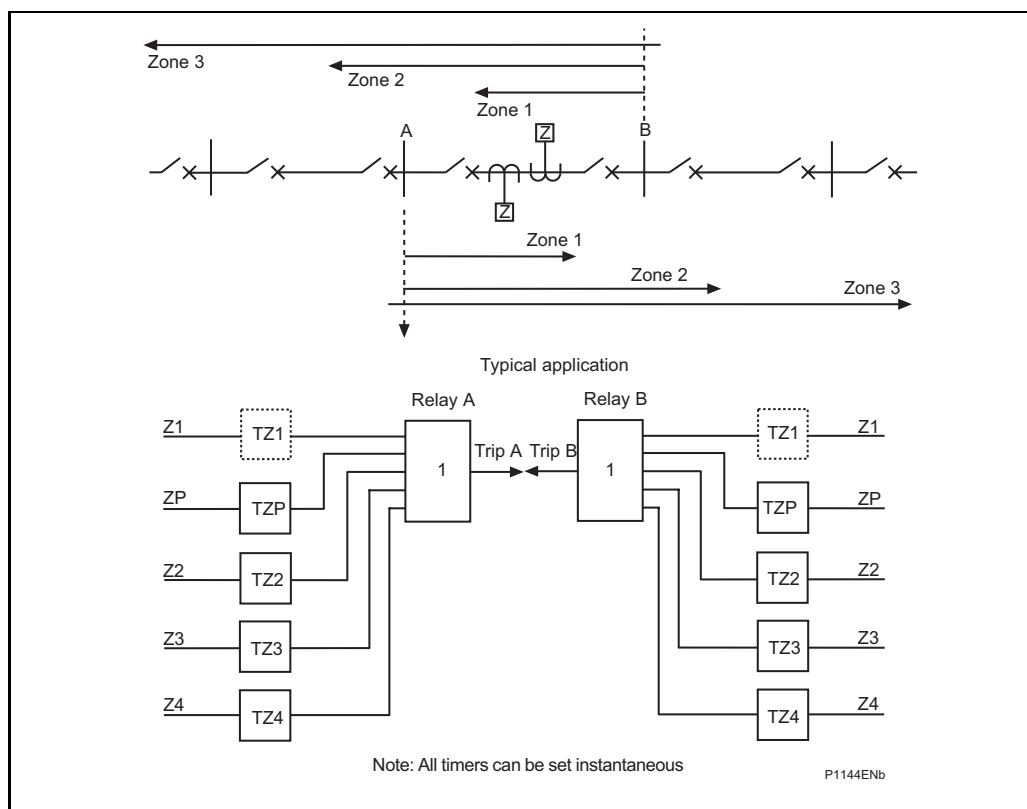 Zone 3
Zone 2
Zone 1
A
B
Z
Z
Zone 1
Zone 2
Zone 3
Typical application
Relay A
Relay B
Z1
TZ1
TZ1
Z1
Trip A
Trip B
1
1
ZP
TZP
TZP
ZP
Z2
TZ2
TZ2
Z2
Z3
TZ3
TZ3
Z3
Z4
TZ4
TZ4
Z4
Note: All timers can be set instantaneous
P1144ENb